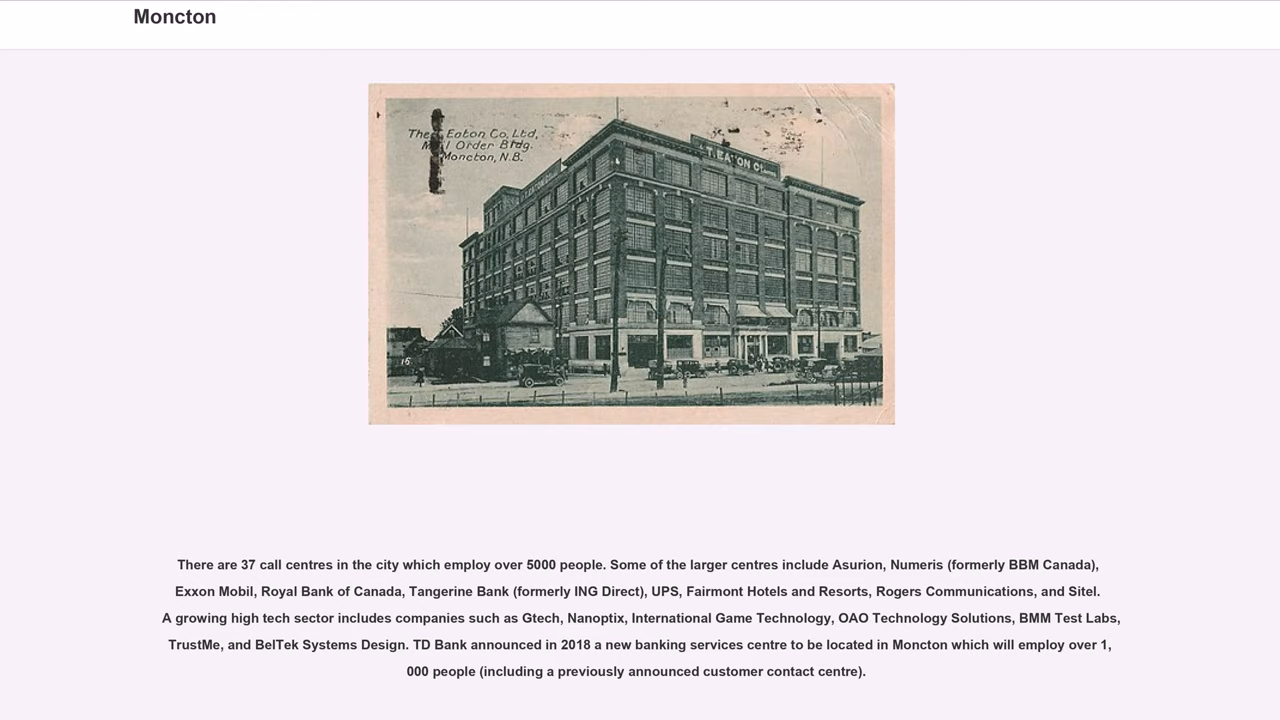 Moncton
The Eaton Co. Ltd,
Order Bldg.
Moncton, N.B.
T. EATON Co
15
There are 37 call centres in the city which employ over 5000 people. Some of the larger centres include Asurion, Numeris (formerly BBM Canada),
Exxon Mobil, Royal Bank of Canada, Tangerine Bank (formerly ING Direct), UPS, Fairmont Hotels and Resorts, Rogers Communications, and Sitel.
A growing high tech sector includes companies such as Gtech, Nanoptix, International Game Technology, OAO Technology Solutions, BMM Test Labs,
TrustMe, and BelTek Systems Design. TD Bank announced in 2018 a new banking services centre to be located in Moncton which will employ over 1,
000 people (including a previously announced customer contact centre).